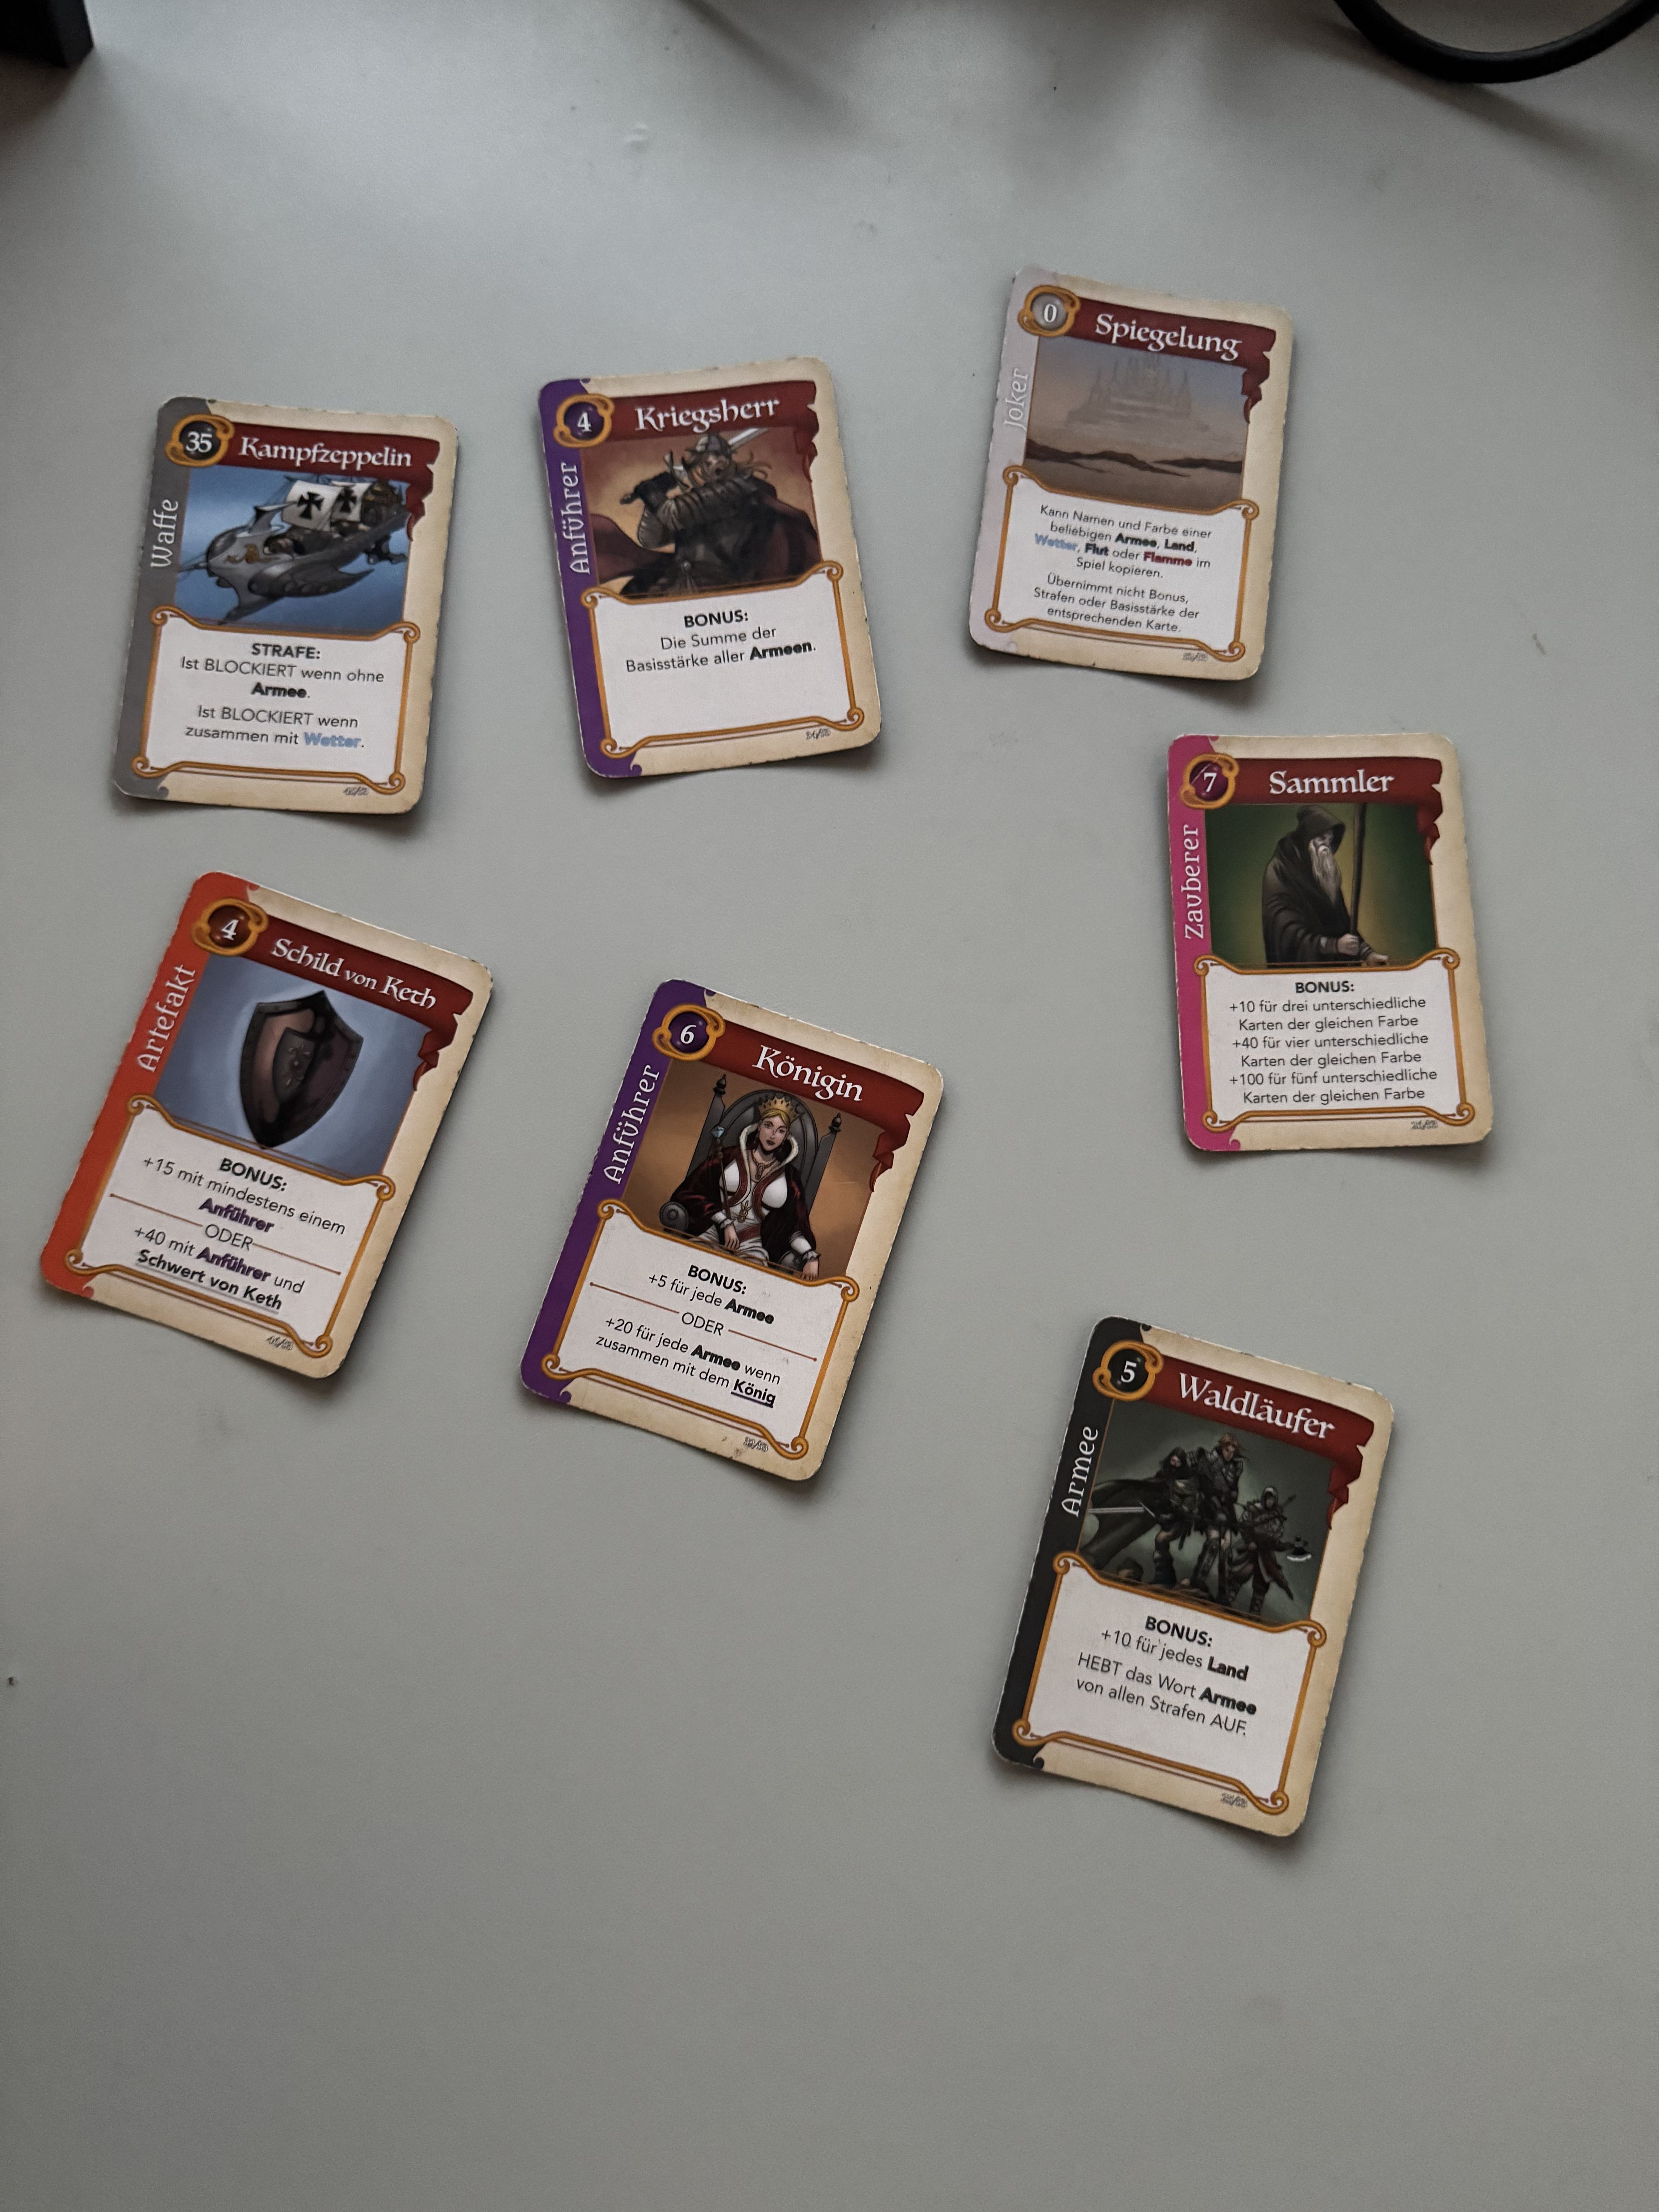 35
Kampfzeppelin
Waffe
STRAFE:
Ist BLOCKIERT wenn ohne
Armee.
Ist BLOCKIERT wenn
zusammen mit Wetter.
4
Kriegsherr
Anführer
BONUS:
Die Summe der
Basisstärke aller Armeen.
0
Spiegelung
Joker
Kann Namen und Farbe einer
beliebigen Armee, Land,
Wetter, Flut oder Flamme im
Spiel kopieren.
Übernimmt nicht Bonus,
Strafen oder Basisstärke der
entsprechenden Karte.
7
Sammler
Zauberer
BONUS:
+10 für drei unterschiedliche
Karten der gleichen Farbe
+40 für vier unterschiedliche
Karten der gleichen Farbe
+100 für fünf unterschiedliche
Karten der gleichen Farbe
4
Schild von Keth
Artefakt
BONUS:
+15 mit mindestens einem
Anführer
ODER
+40 mit Anführer und
Schwert von Keth
6
Königin
Anführer
BONUS:
+5 für jede Armee
ODER
+20 für jede Armee wenn
zusammen mit dem König
5
Waldläufer
Armee
BONUS:
+10 für jedes Land
HEBT das Wort Armee
von allen Strafen AUF.